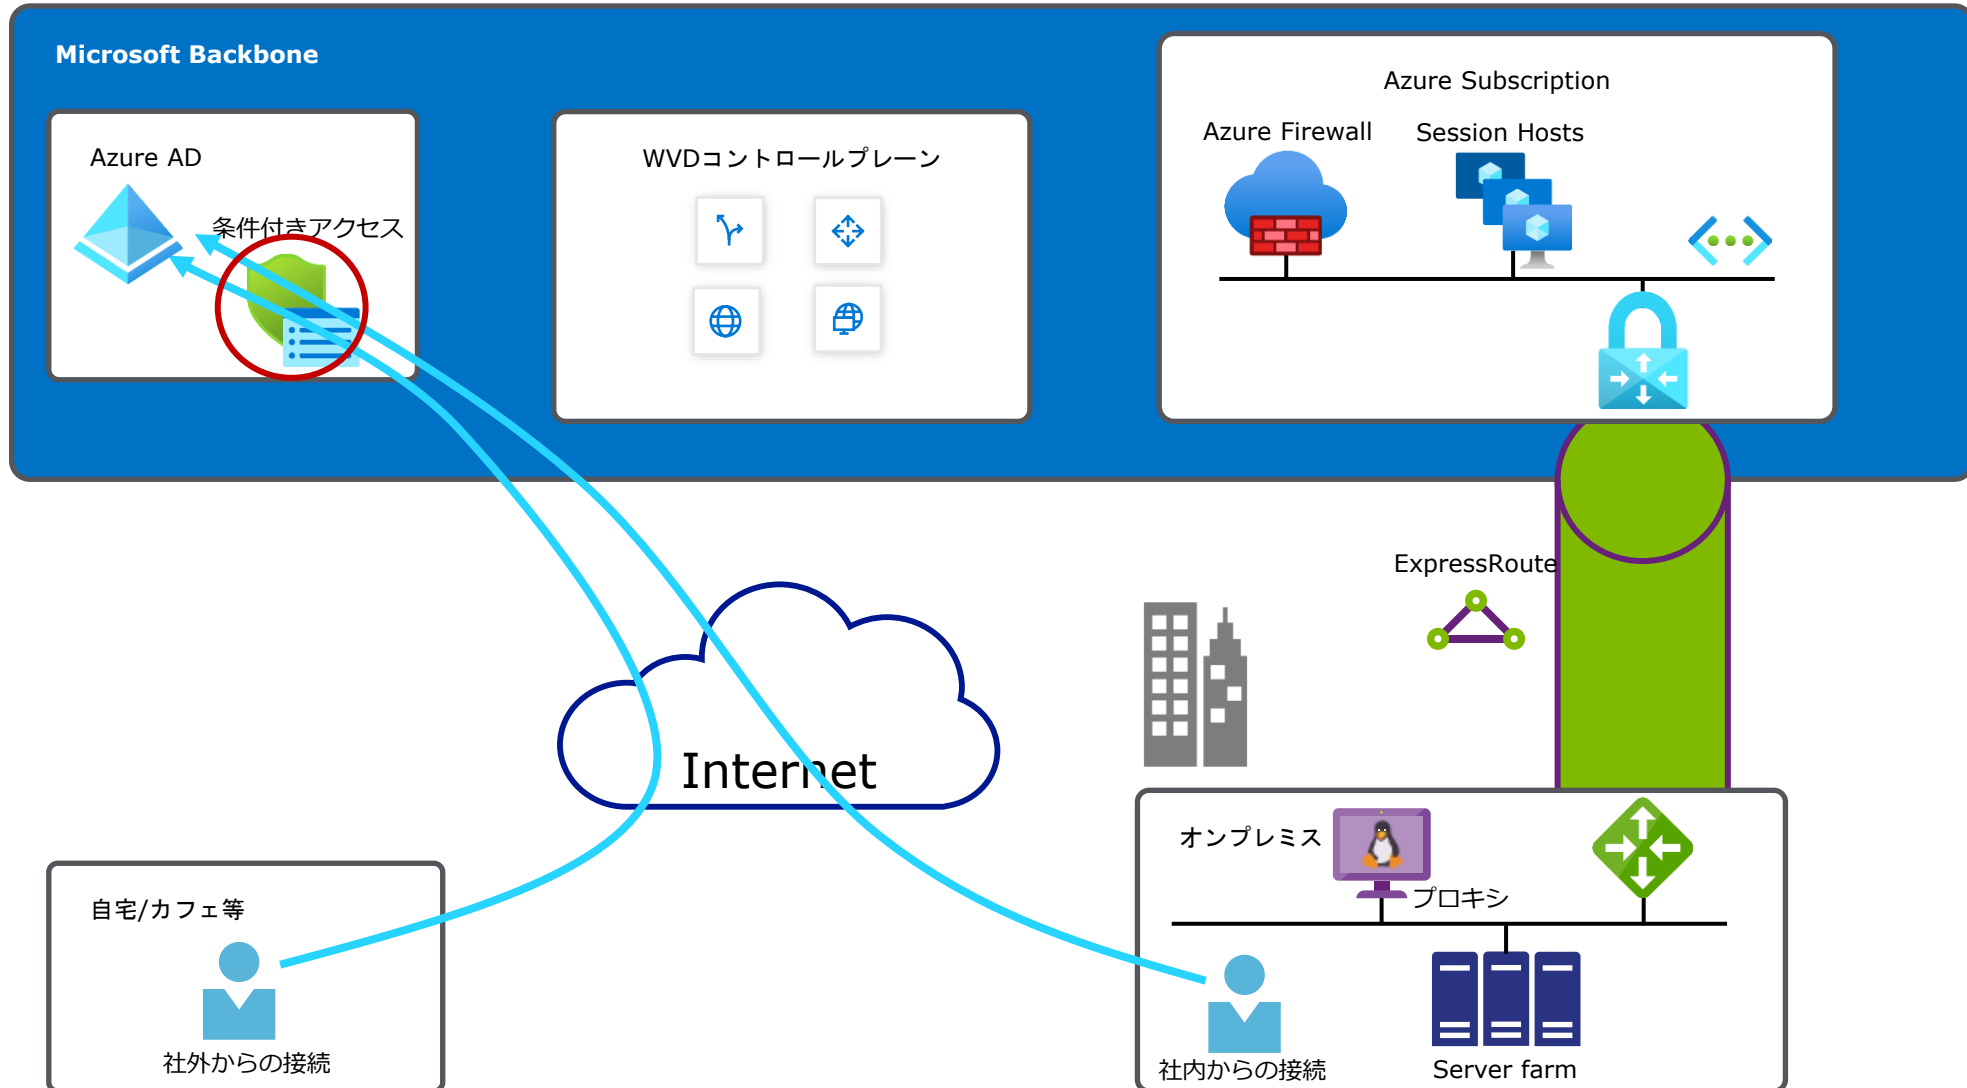 Microsoft Backbone
Azure AD
条件付きアクセス
WVDコントロールプレーン
Azure Subscription
Azure Firewall
Session Hosts
ExpressRoute
Internet
自宅/カフェ等
社外からの接続
オンプレミス
プロキシ
社内からの接続
Server farm